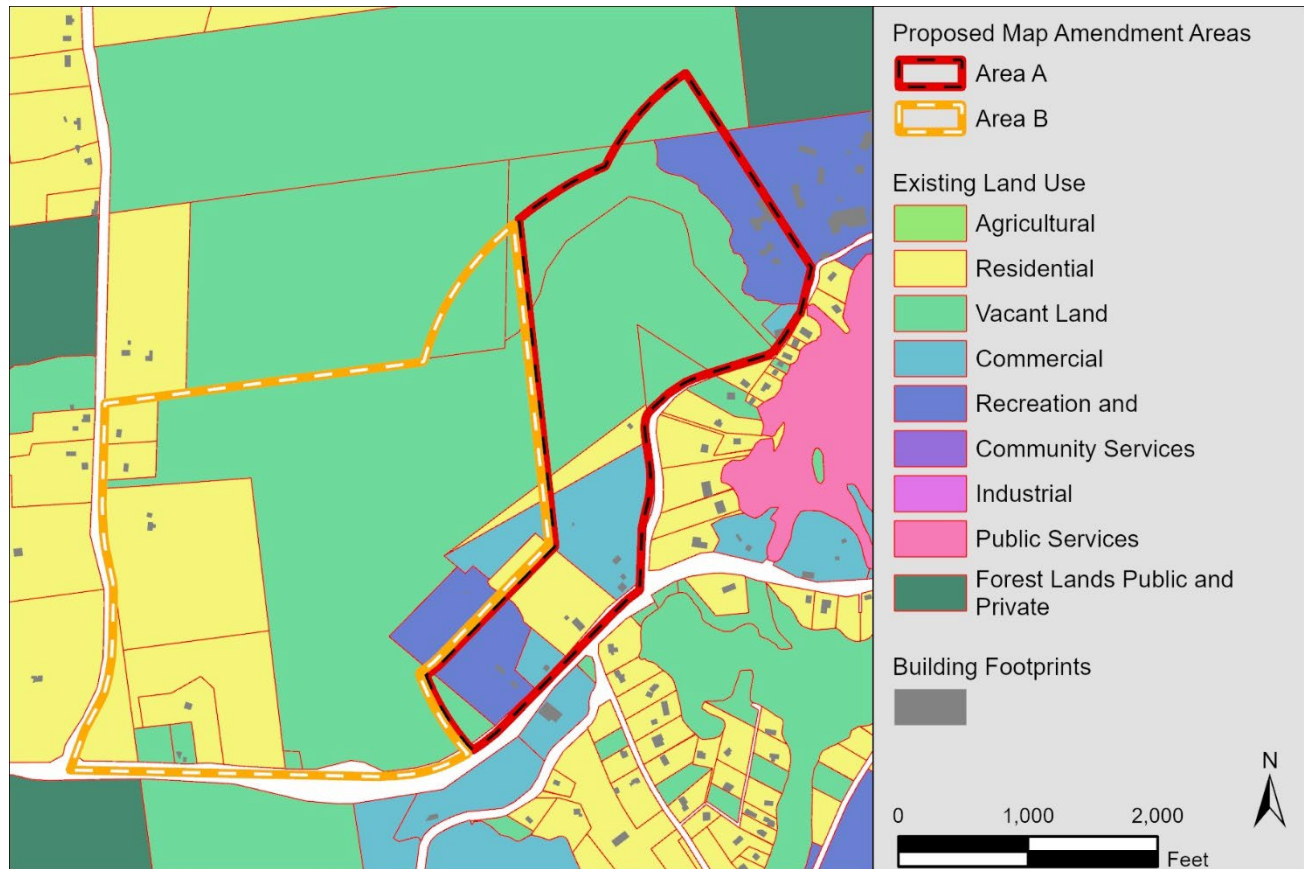 Proposed Map Amendment Areas
Area A
Area B
Existing Land Use
Agricultural
Residential
Vacant Land
Commercial
Recreation and
Community Services
Industrial
Public Services
Forest Lands Public and
Private
Building Footprints
N
0 1,000 2,000
Feet